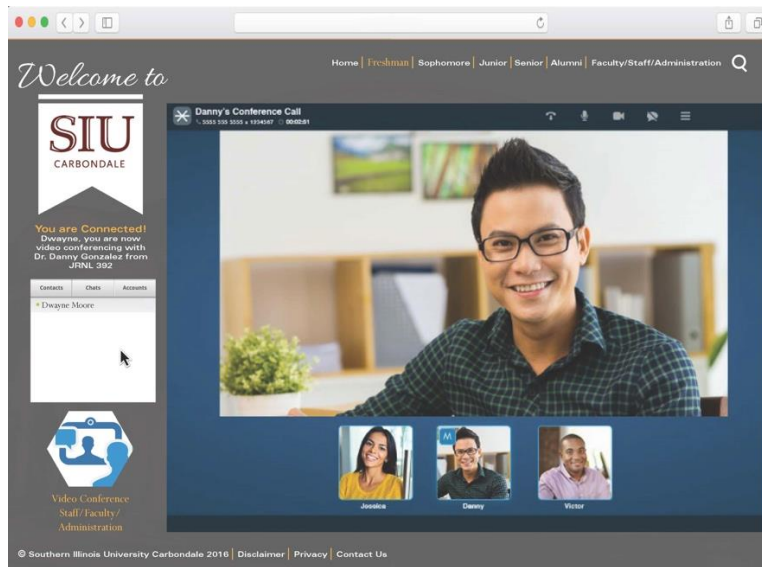 Welcome to
Home | Freshman | Sophomore | Junior | Senior | Alumni | Faculty/Staff/Administration
SIU
CARBONDALE
Danny's Conference Call
00:02:51
You are Connected!
Dwayne, you are now
video conferencing with
Dr. Danny Gonzalez from
JRNL 392
Contacts Chats Accounts
Dwayne Moore
M
Jessica Danny Victor
Video Conference
Staff/Faculty/
Administration
© Southern Illinois University Carbondale 2016 | Disclaimer | Privacy | Contact Us